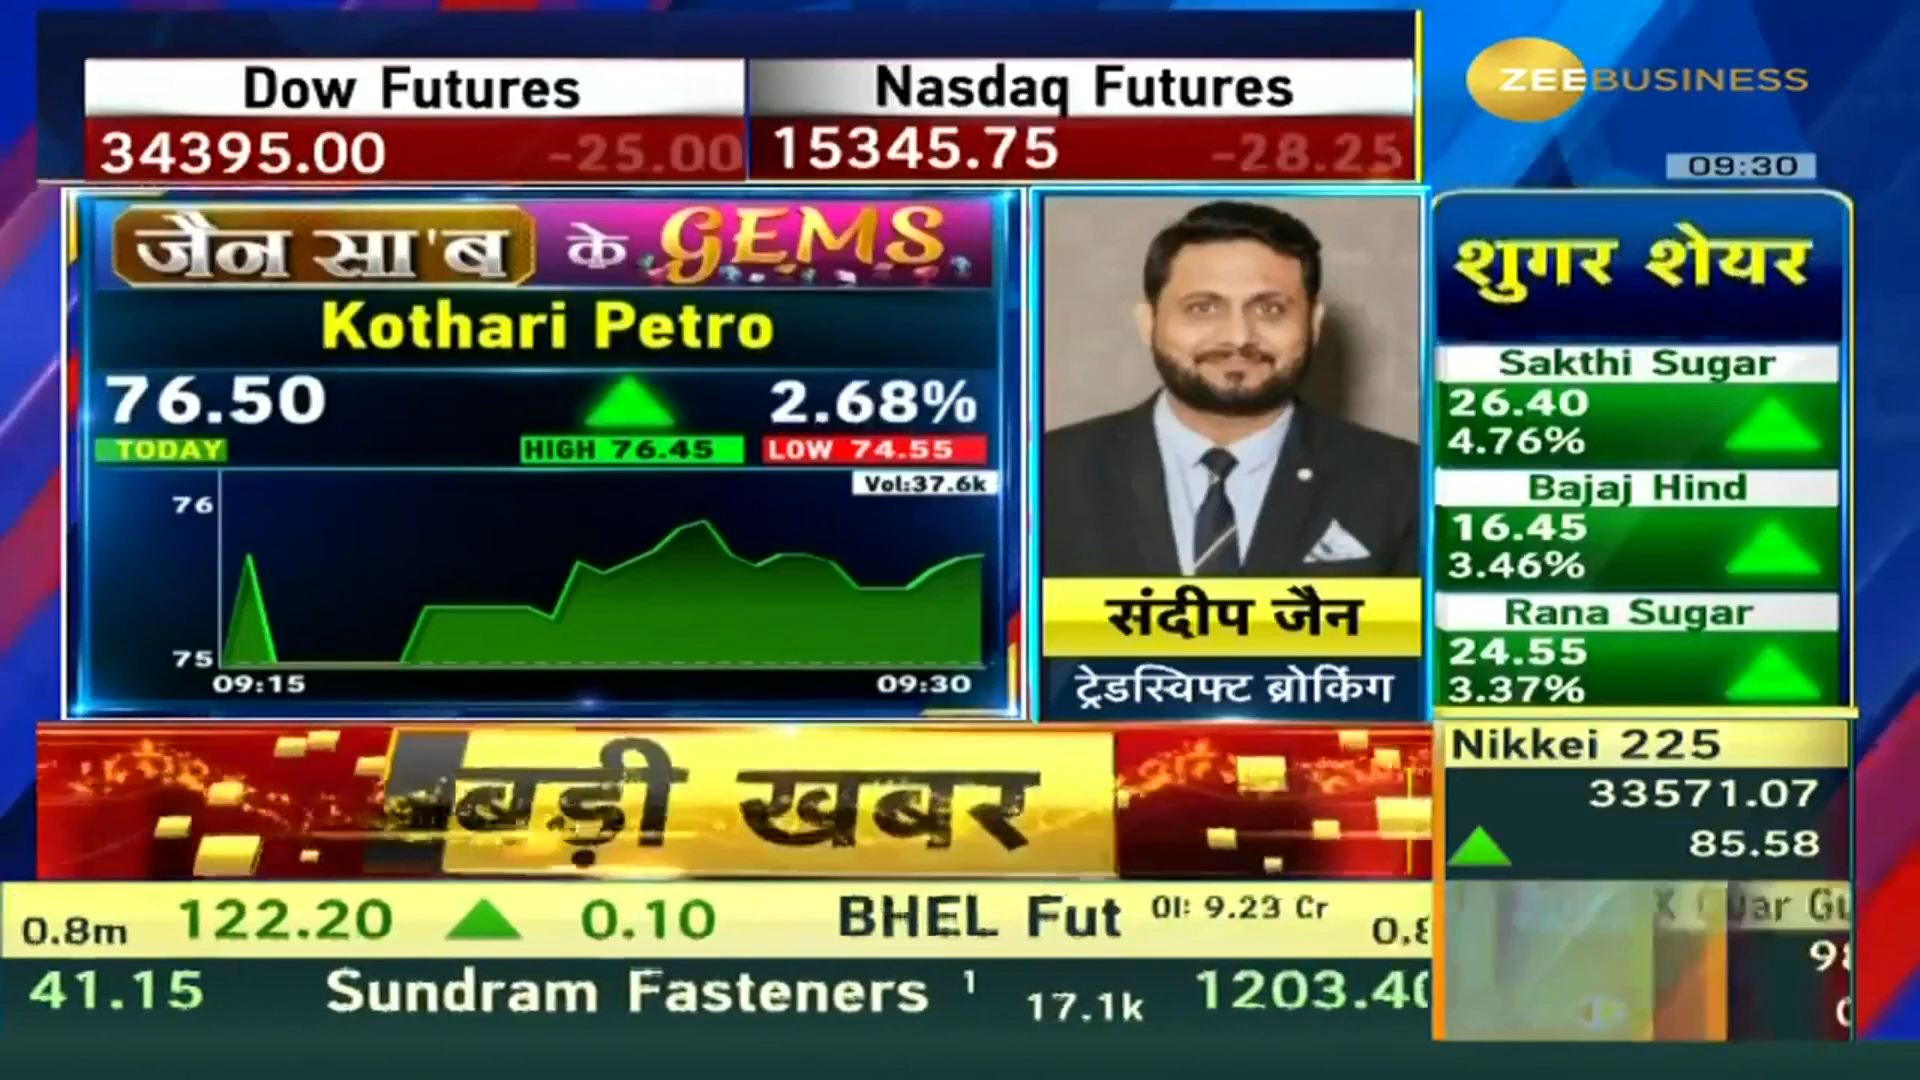 Dow Futures
34395.00 -25.00
Nasdaq Futures
15345.75 -28.25
ZEEBUSINESS
09:30
जैन सा'ब के GEMS
Kothari Petro
76.50 2.68%
TODAY HIGH 76.45 LOW 74.55
Vol:37.6k
76
75
09:15 09:30
संदीप जैन
ट्रेडस्विफ्ट ब्रोकिंग
शुगर शेयर
Sakthi Sugar
26.40
4.76%
Bajaj Hind
16.45
3.46%
Rana Sugar
24.55
3.37%
Nikkei 225
33571.07
85.58
बड़ी खबर
0.8m 122.20 0.10 BHEL Fut OI: 9.23 Cr
41.15 Sundram Fasteners 1 17.1k